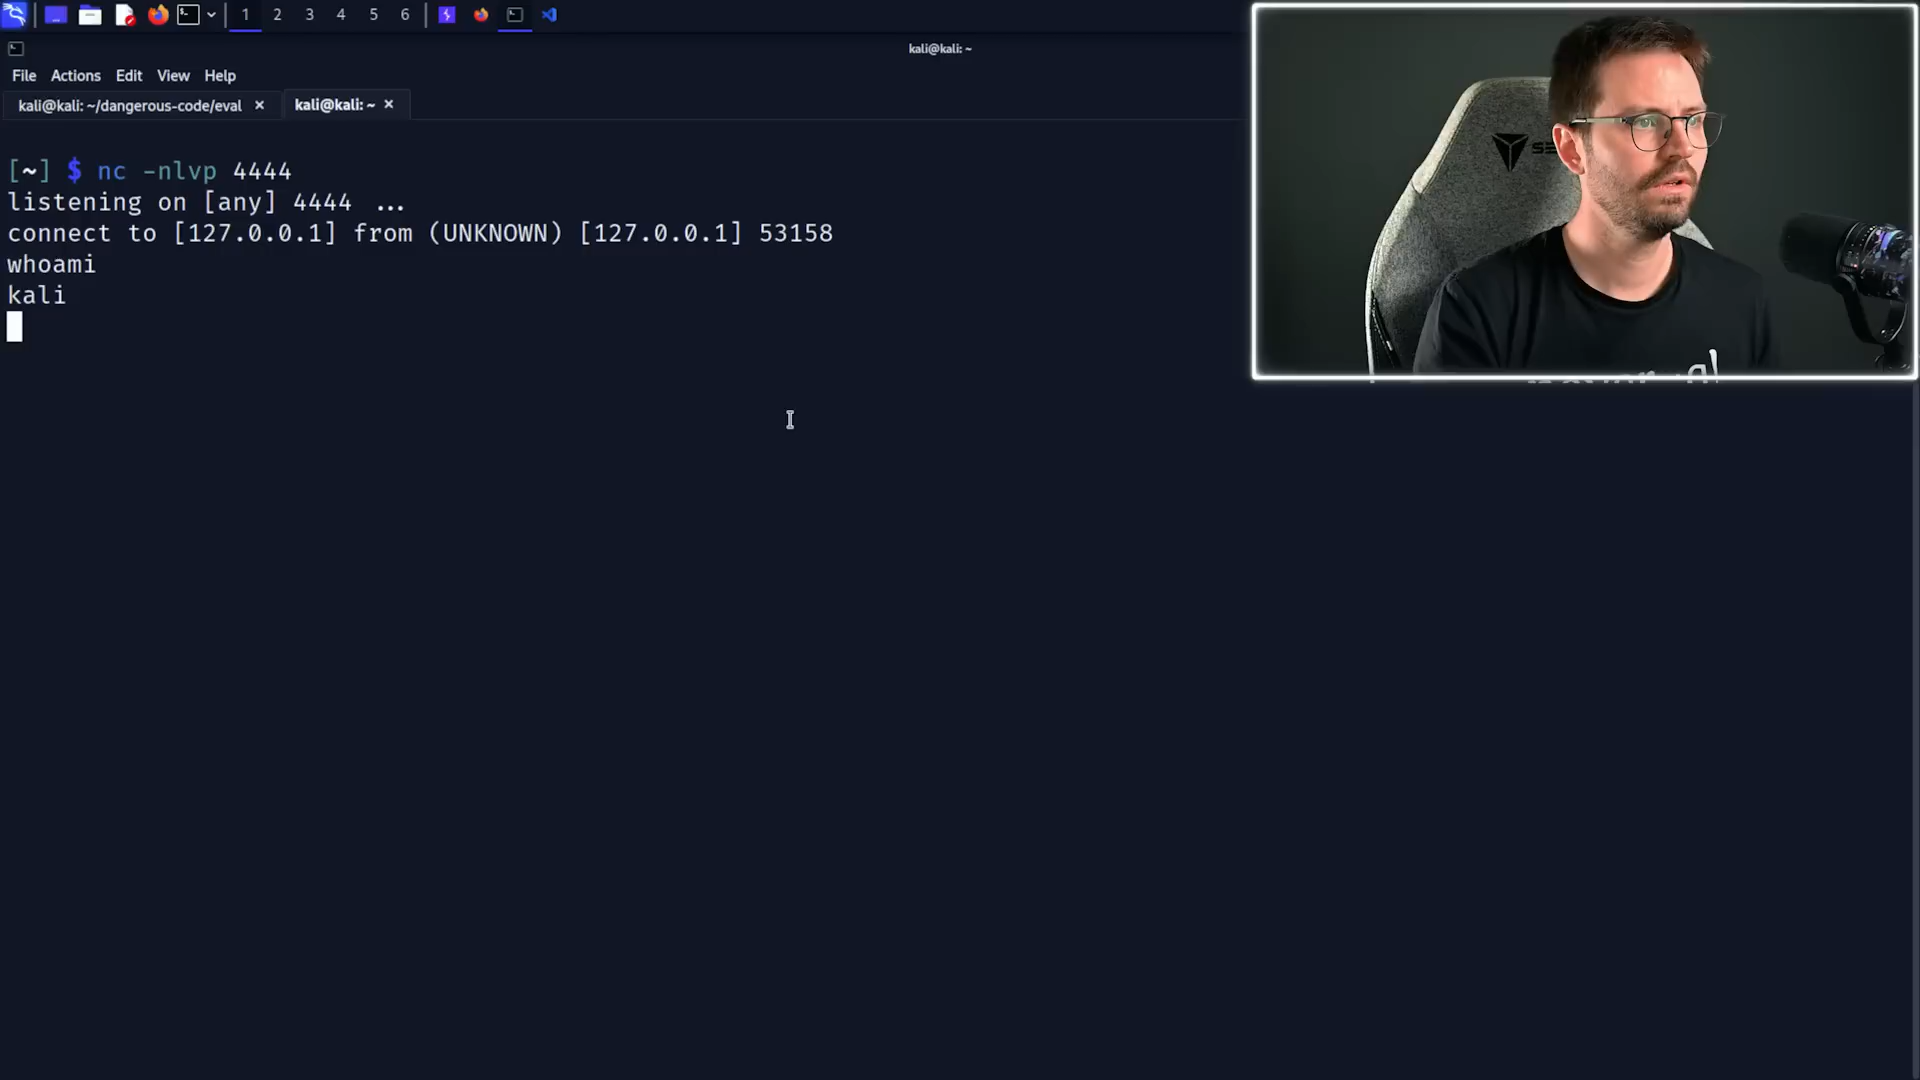 1 2 3 4 5 6
kali@kali: ~
File Actions Edit View Help
kali@kali: ~/dangerous-code/eval × kali@kali: ~ ×
[~] $ nc -nlvp 4444
listening on [any] 4444 ...
connect to [127.0.0.1] from (UNKNOWN) [127.0.0.1] 53158
whoami
kali